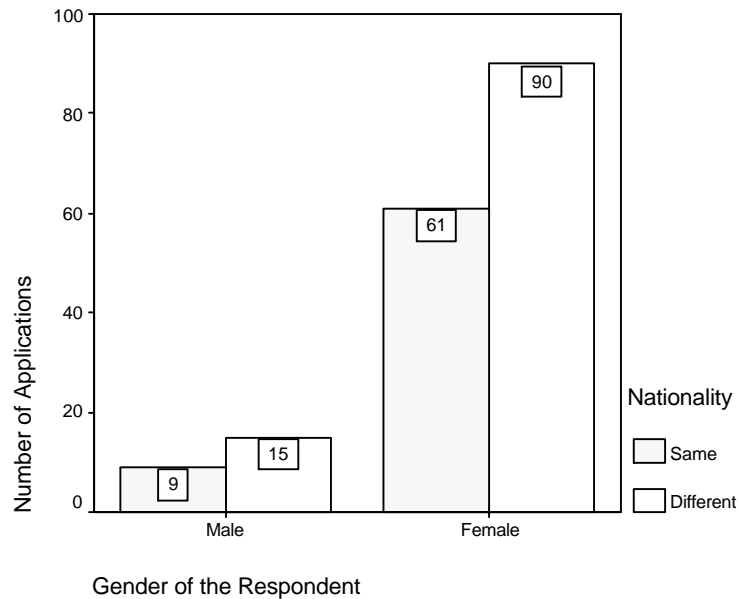 100
80
60
40
20
0
Number of Applications
9
15
61
90
Male
Female
Gender of the Respondent
Nationality
Same
Different